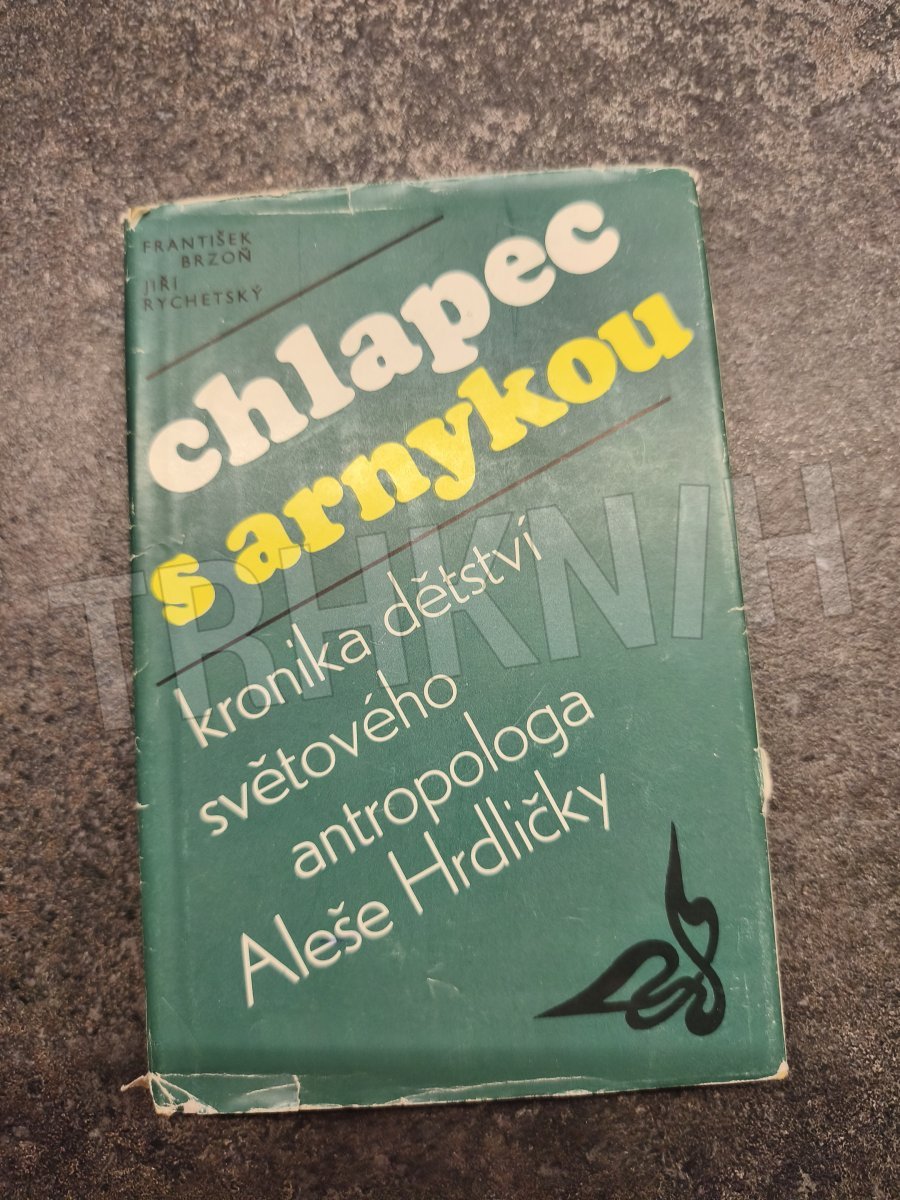 FRANTIŠEK
BRZOŇ
JIŘÍ
RYCHETSKÝ
chlapec
s arnykou
kronika dětství
světového
antropologa
Aleše Hrdličky
TRHKNIH